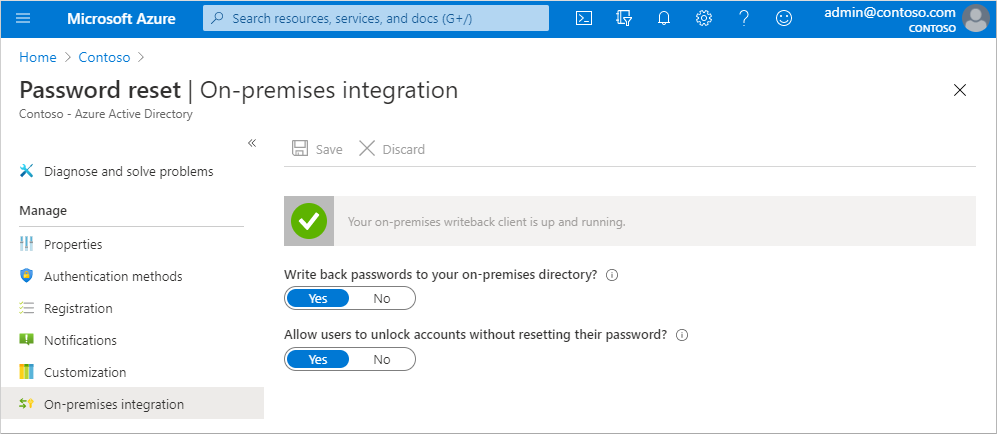 Microsoft Azure
Search resources, services, and docs (G+/)
admin@contoso.com
CONTOSO
Home > Contoso >
Password reset | On-premises integration
Contoso - Azure Active Directory
Save Discard
Diagnose and solve problems
Manage
Properties
Authentication methods
Registration
Notifications
Customization
On-premises integration
Your on-premises writeback client is up and running.
Write back passwords to your on-premises directory?
Yes No
Allow users to unlock accounts without resetting their password?
Yes No